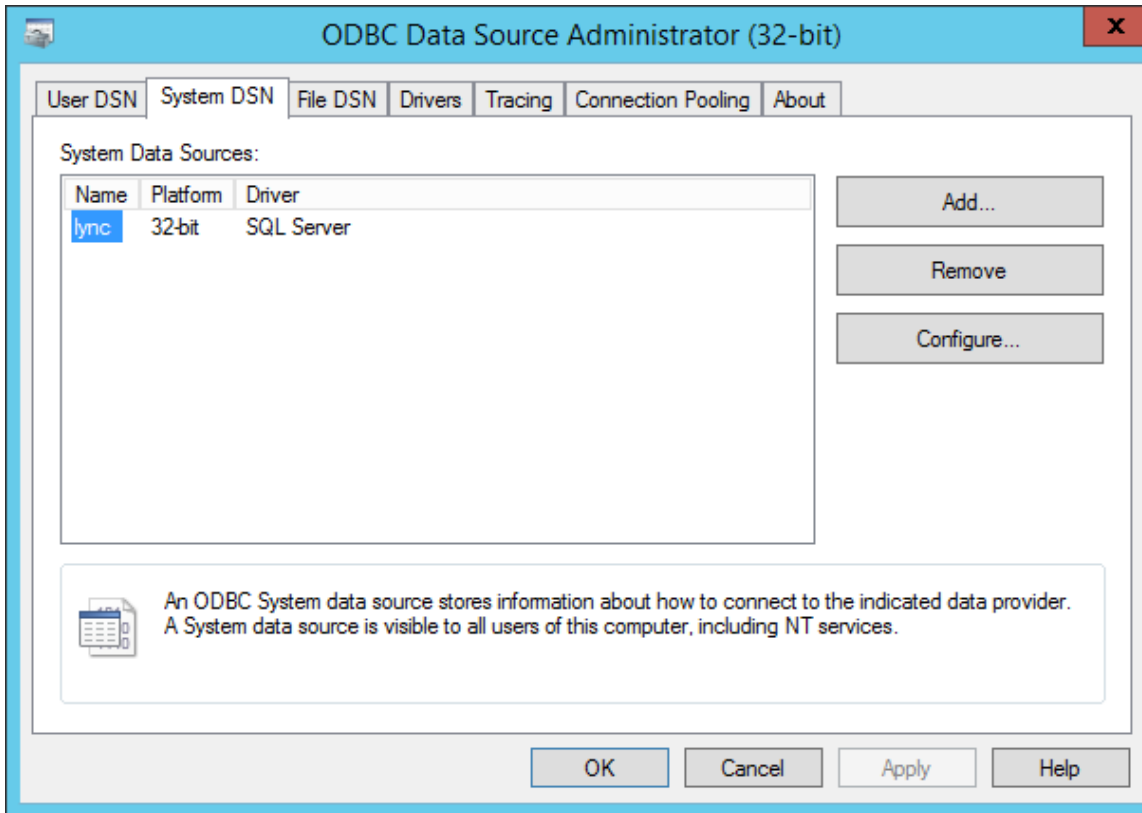 ODBC Data Source Administrator (32-bit)
x
User DSN System DSN File DSN Drivers Tracing Connection Pooling About
System Data Sources:
Name Platform Driver
lync 32-bit SQL Server
Add...
Remove
Configure...
An ODBC System data source stores information about how to connect to the indicated data provider.
A System data source is visible to all users of this computer, including NT services.
OK Cancel Apply Help